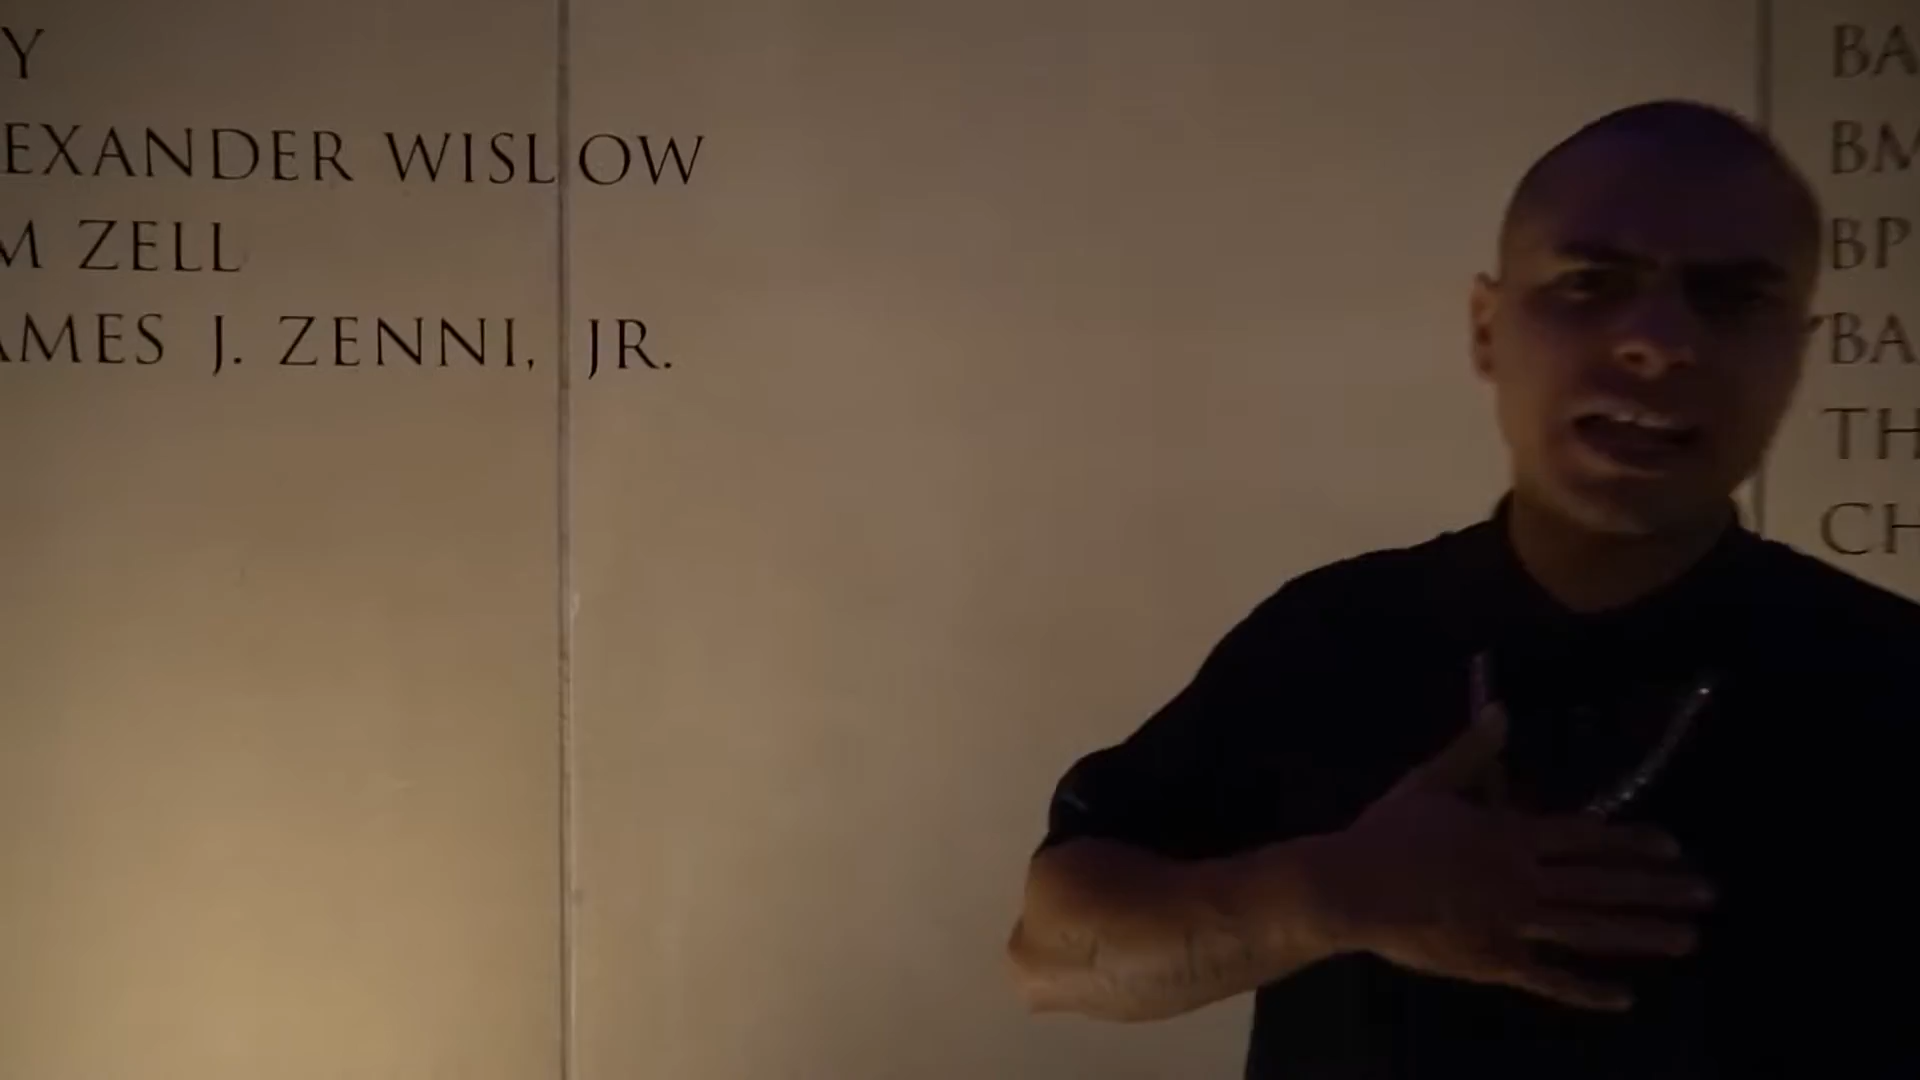 Y
EXANDER WISLOW
M ZELL
AMES J. ZENNI, JR.
BA
BM
BP
BA
TH
CH